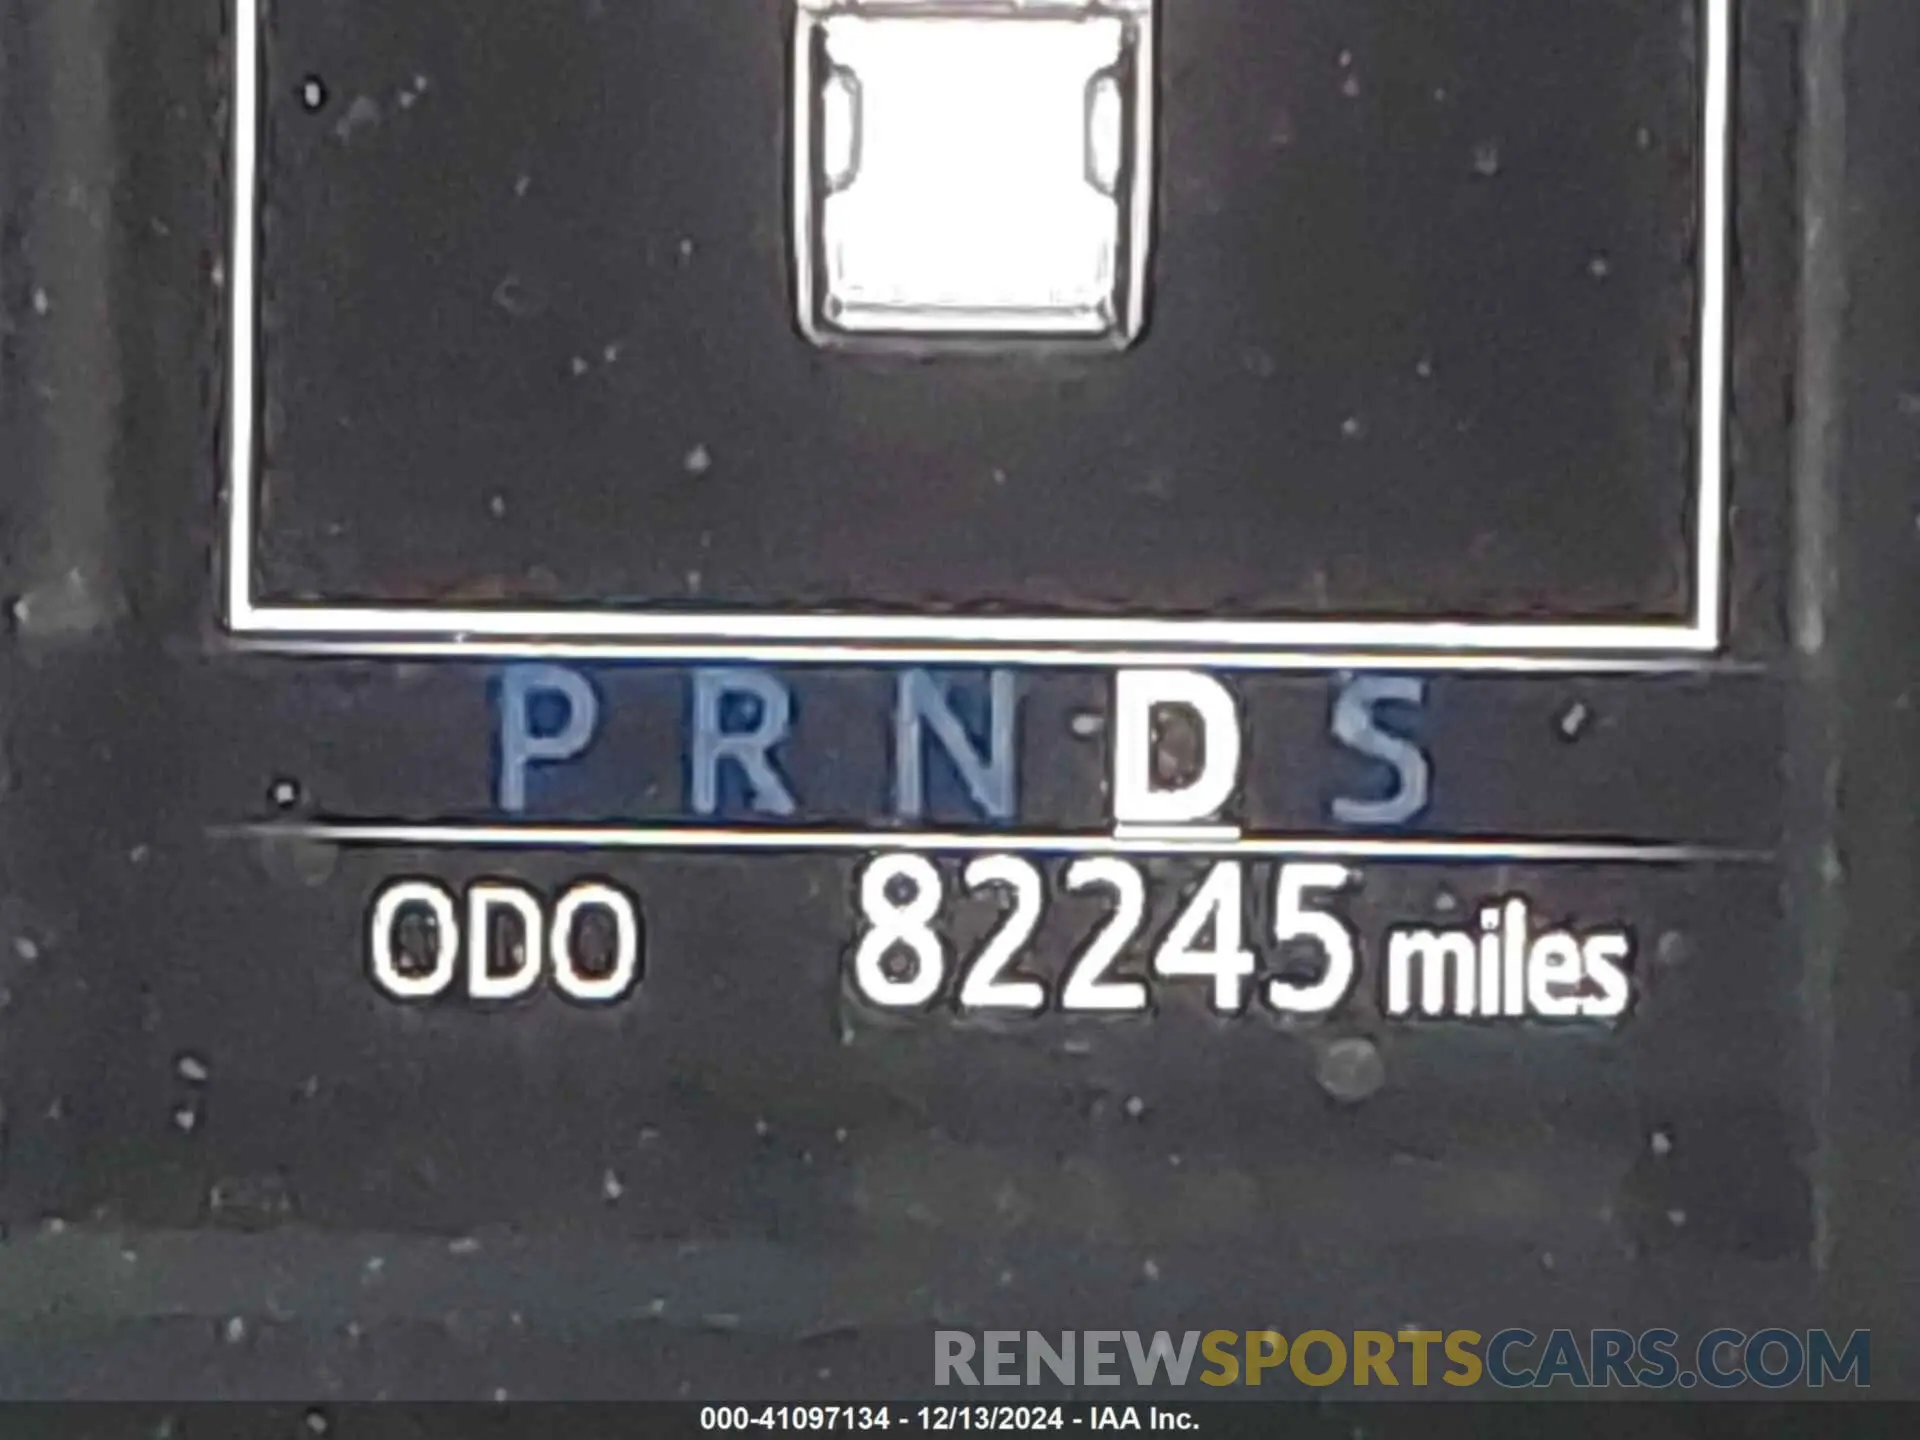 P R N D S
ODO 82245 miles
RENEWSPORTSCARS.COM
000-41097134 - 12/13/2024 - IAA Inc.